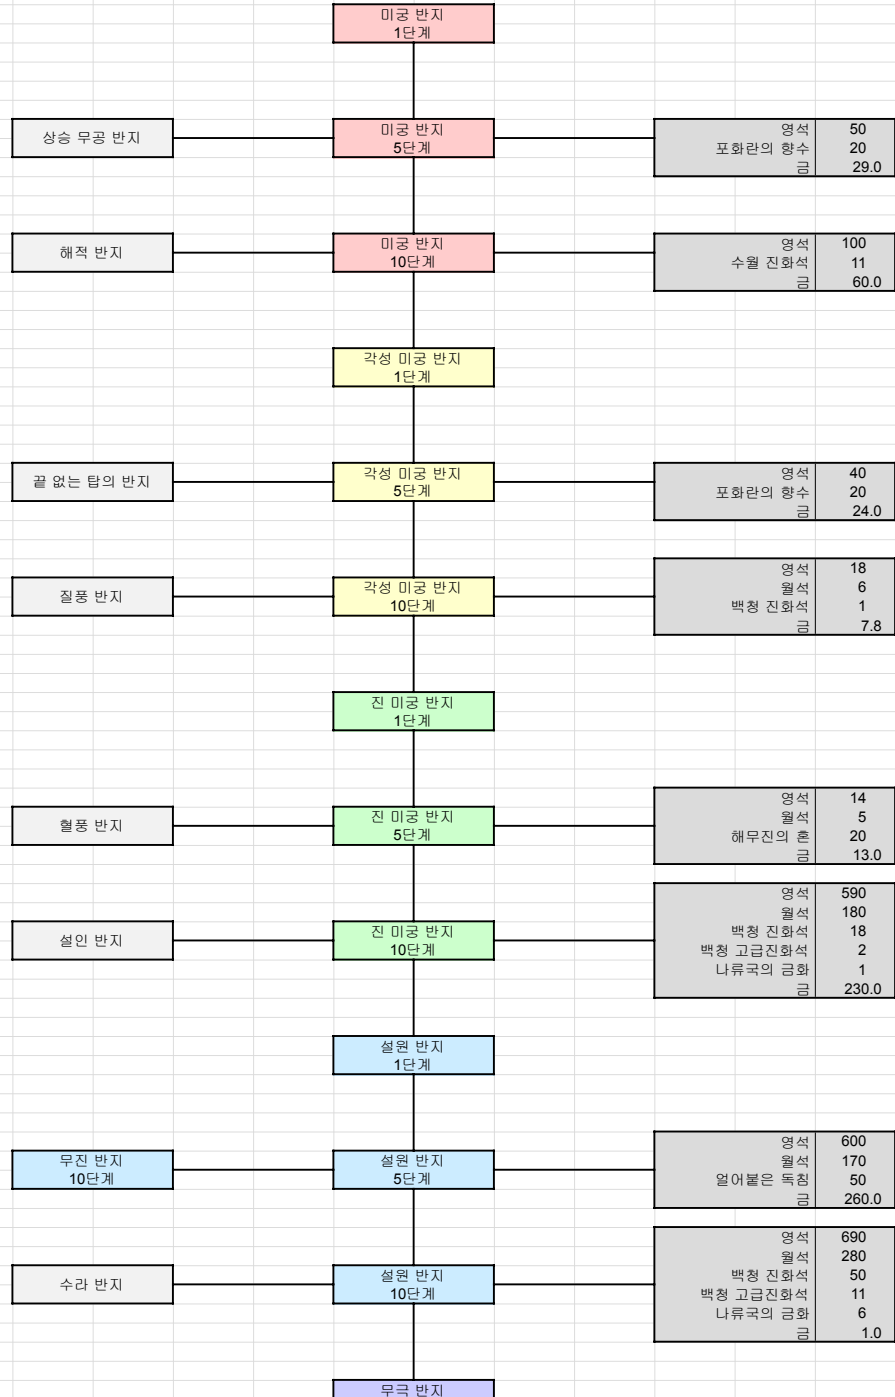 미궁 반지
1단계
상승 무공 반지
미궁 반지
5단계
영석 50
포화란의 향수 20
금 29.0
해적 반지
미궁 반지
10단계
영석 100
수월 진화석 11
금 60.0
각성 미궁 반지
1단계
끝 없는 탑의 반지
각성 미궁 반지
5단계
영석 40
포화란의 향수 20
금 24.0
질풍 반지
각성 미궁 반지
10단계
영석 18
월석 6
백청 진화석 1
금 7.8
진 미궁 반지
1단계
혈풍 반지
진 미궁 반지
5단계
영석 14
월석 5
해무진의 혼 20
금 13.0
설인 반지
진 미궁 반지
10단계
영석 590
월석 180
백청 진화석 18
백청 고급진화석 2
나류국의 금화 1
금 230.0
설원 반지
1단계
무진 반지
10단계
설원 반지
5단계
영석 600
월석 170
얼어붙은 독침 50
금 260.0
수라 반지
설원 반지
10단계
영석 690
월석 280
백청 진화석 50
백청 고급진화석 11
나류국의 금화 6
금 1.0
무극 반지